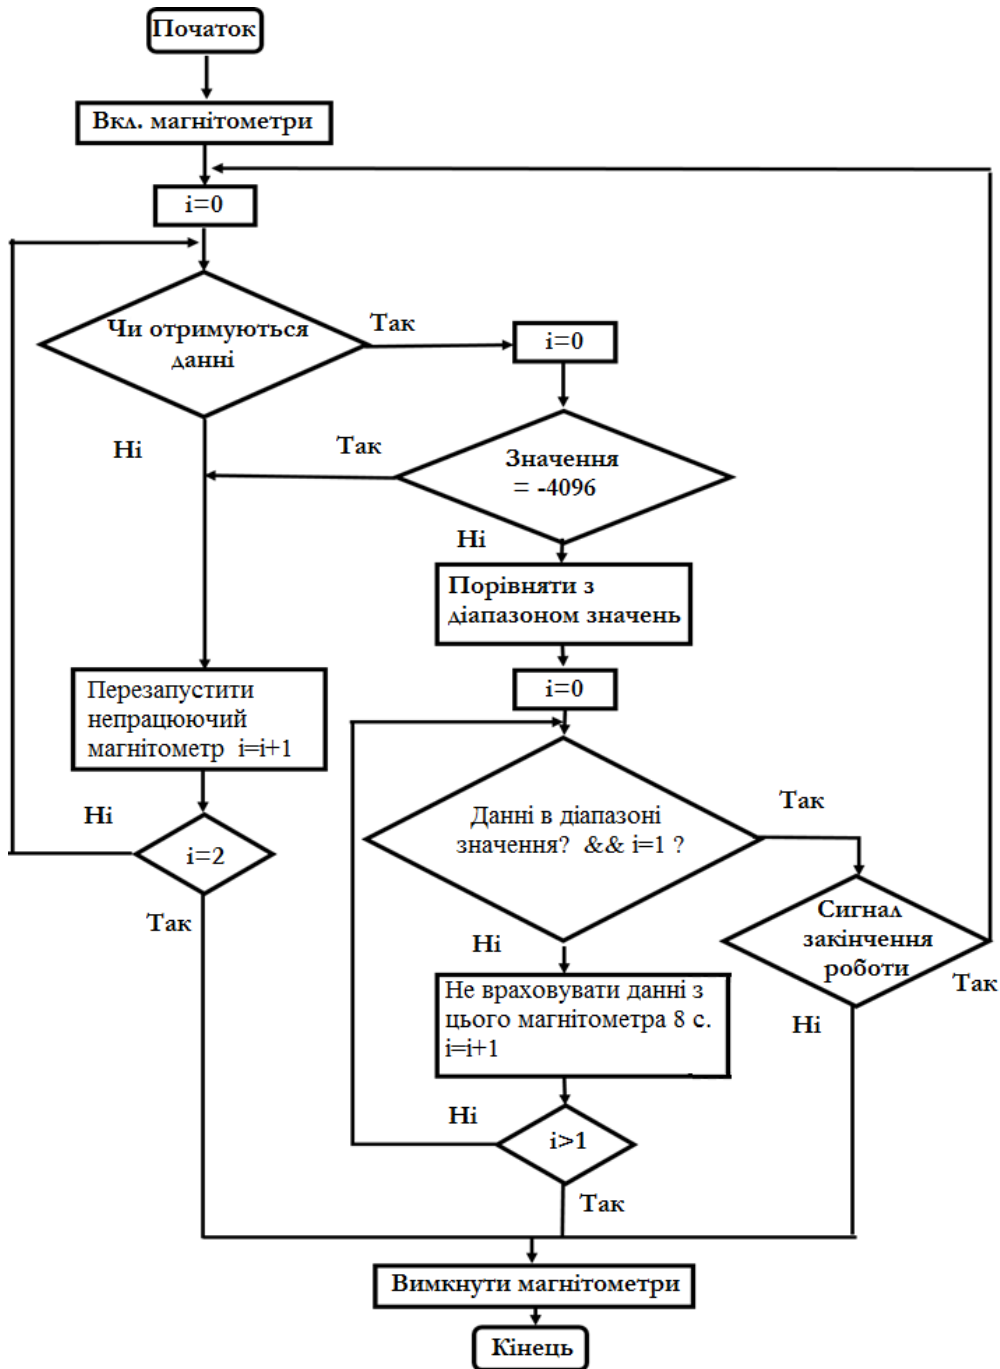 Початок
Вкл. магнітометри
i=0
Чи отримуються
данні
Так
i=0
Ні
Так
Значення
= -4096
Ні
Порівняти з
діапазоном значень
i=0
Перезапустити
непрацюючий
магнітометр i=i+1
Ні
i=2
Так
Данні в діапазоні
значення? && i=1 ?
Так
Ні
Сигнал
закінчення
роботи
Так
Ні
Не враховувати данні з
цього магнітометра 8 с.
i=i+1
Ні
i>1
Так
Вимкнути магнітометри
Кінець